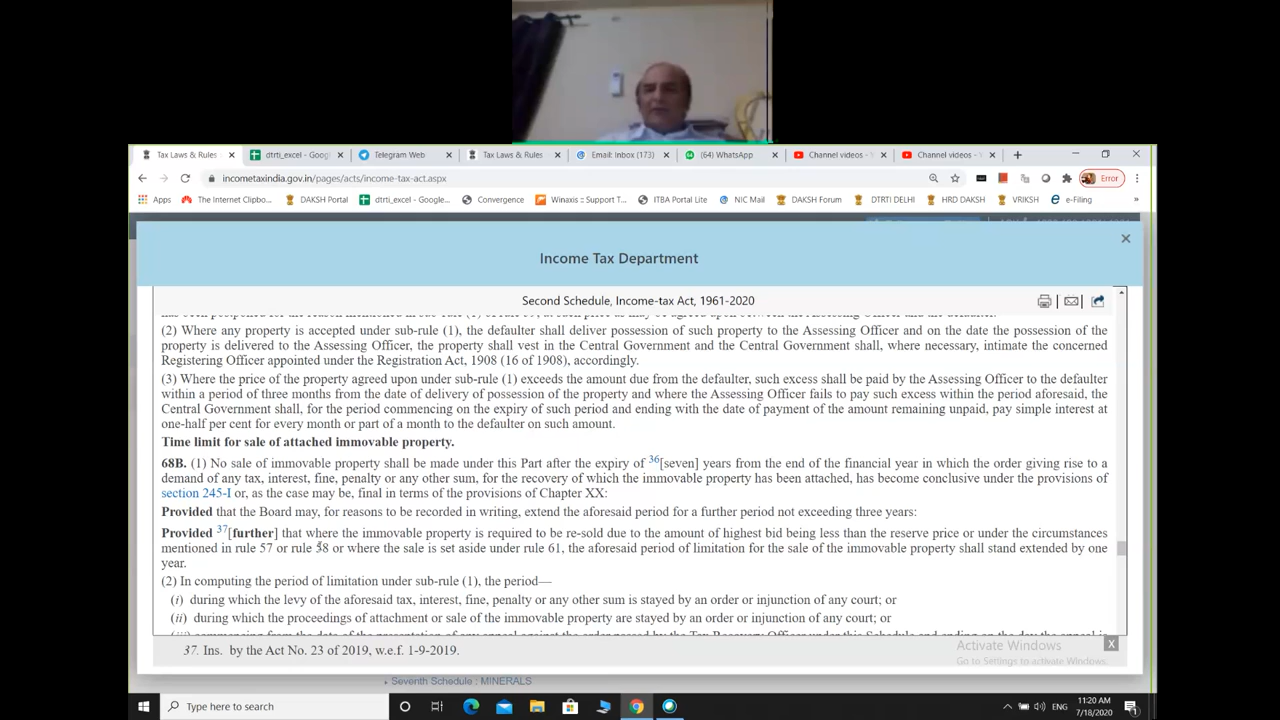 Tax Laws & Rules
dtrti_excel - Googl
Telegram Web
Tax Laws & Rules
Email: Inbox (173)
(64) WhatsApp
Channel videos - Y
Channel videos - Y
incometaxindia.gov.in/pages/acts/income-tax-act.aspx
Error
Apps
The Internet Clipbo...
DAKSH Portal
dtrti_excel - Google...
Convergence
Winaxis :: Support T...
ITBA Portal Lite
NIC Mail
DAKSH Forum
DTRTI DELHI
HRD DAKSH
VRIKSH
e-Filing
Income Tax Department
Second Schedule, Income-tax Act, 1961-2020
(2) Where any property is accepted under sub-rule (1), the defaulter shall deliver possession of such property to the Assessing Officer and on the date the possession of the
property is delivered to the Assessing Officer, the property shall vest in the Central Government and the Central Government shall, where necessary, intimate the concerned
Registering Officer appointed under the Registration Act, 1908 (16 of 1908), accordingly.
(3) Where the price of the property agreed upon under sub-rule (1) exceeds the amount due from the defaulter, such excess shall be paid by the Assessing Officer to the defaulter
within a period of three months from the date of delivery of possession of the property and where the Assessing Officer fails to pay such excess within the period aforesaid, the
Central Government shall, for the period commencing on the expiry of such period and ending with the date of payment of the amount remaining unpaid, pay simple interest at
one-half per cent for every month or part of a month to the defaulter on such amount.
Time limit for sale of attached immovable property.
68B. (1) No sale of immovable property shall be made under this Part after the expiry of 36[seven] years from the end of the financial year in which the order giving rise to a
demand of any tax, interest, fine, penalty or any other sum, for the recovery of which the immovable property has been attached, has become conclusive under the provisions of
section 245-I or, as the case may be, final in terms of the provisions of Chapter XX:
Provided that the Board may, for reasons to be recorded in writing, extend the aforesaid period for a further period not exceeding three years:
Provided 37[further] that where the immovable property is required to be re-sold due to the amount of highest bid being less than the reserve price or under the circumstances
mentioned in rule 57 or rule 58 or where the sale is set aside under rule 61, the aforesaid period of limitation for the sale of the immovable property shall stand extended by one
year.
(2) In computing the period of limitation under sub-rule (1), the period—
(i) during which the levy of the aforesaid tax, interest, fine, penalty or any other sum is stayed by an order or injunction of any court; or
(ii) during which the proceedings of attachment or sale of the immovable property are stayed by an order or injunction of any court; or
Activate Windows
Go to Settings to activate Windows.
37. Ins. by the Act No. 23 of 2019, w.e.f. 1-9-2019.
X
Seventh Schedule : MINERALS
Type here to search
ENG
11:20 AM
7/18/2020